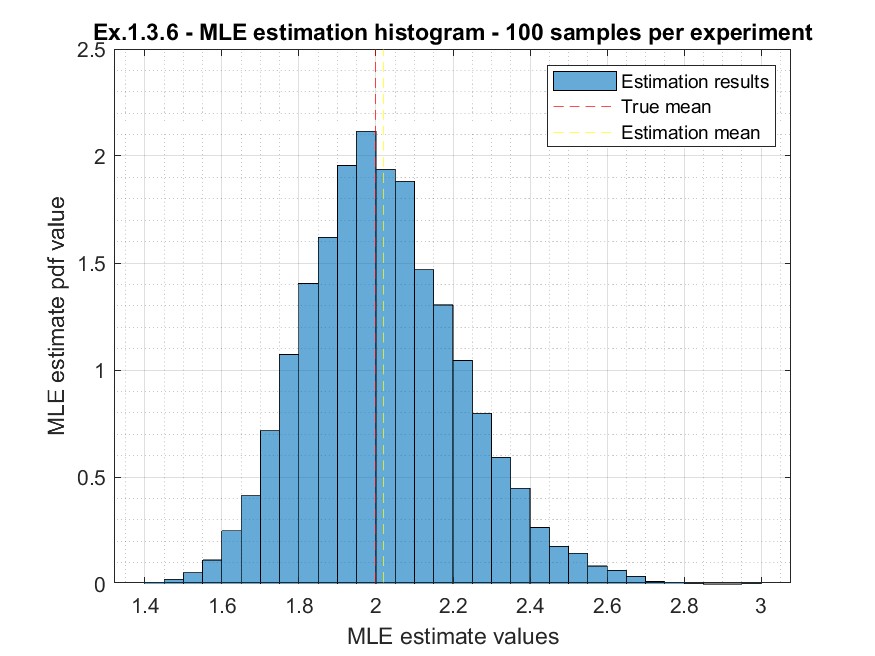 Ex.1.3.6 - MLE estimation histogram - 100 samples per experiment
2.5
2
1.5
1
0.5
0
MLE estimate pdf value
Estimation results
True mean
Estimation mean
1.4 1.6 1.8 2 2.2 2.4 2.6 2.8 3
MLE estimate values